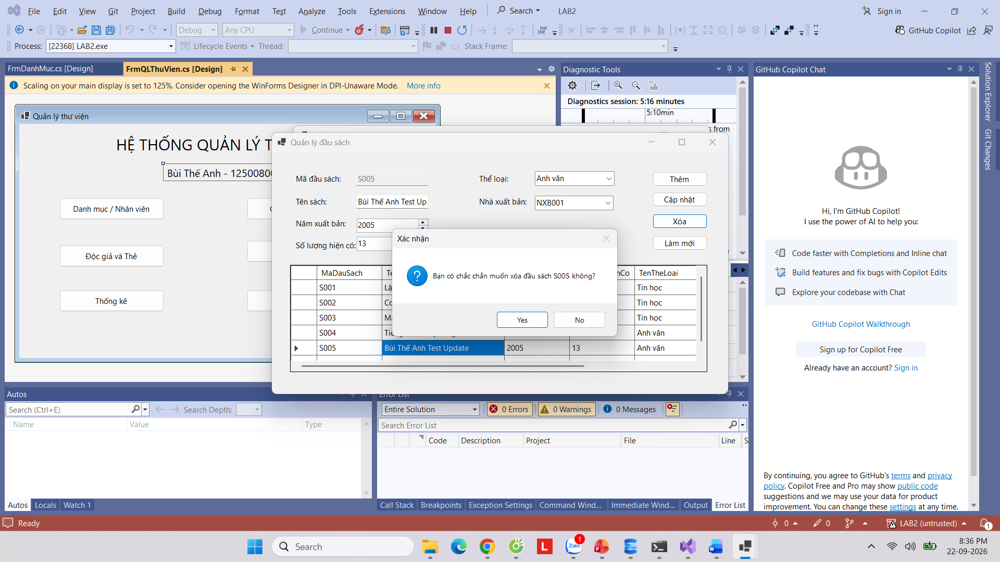 File Edit View Git Project Build Debug Format Test Analyze Tools Extensions Window Help Search LAB2 Sign in
Debug Any CPU Continue GitHub Copilot
Process: [22368] LAB2.exe Lifecycle Events Thread: Stack Frame:
FrmDanhMuc.cs [Design] FrmQLThuVien.cs [Design]
Scaling on your main display is set to 125%. Consider opening the WinForms Designer in DPI-Unaware Mode. More info
Quản lý thư viện
HỆ THỐNG QUẢN LÝ
Bùi Thế Anh -
Danh mục / Nhân viên
Độc giả và Thẻ
Thống kê
Diagnostic Tools
Diagnostics session: 5:16 minutes
5:10min
from
Quản lý đầu sách
Mã đầu sách: S005 Thể loại: Anh văn Thêm
Tên sách: Bùi Thế Anh Test Up Nhà xuất bản: NXB001 Cập nhật
Năm xuất bản: 2005 Xóa
Số lượng hiện có: 13 Làm mới
Xác nhận
Bạn có chắc chắn muốn xóa đầu sách S005 không?
Yes No
MaDauSach TenTheLoai
S001 Tin học
S002 Tin học
S003 Tin học
S004 Anh văn
S005 Bùi Thế Anh Test Update 2005 13 Anh văn
GitHub Copilot Chat
Hi, I'm GitHub Copilot!
I use the power of AI to help you:
Code faster with Completions and Inline chat
Build features and fix bugs with Copilot Edits
Explore your codebase with Chat
GitHub Copilot Walkthrough
Sign up for Copilot Free
Already have an account? Sign in
By continuing, you agree to GitHub's terms and privacy
policy. Copilot Free and Pro may show public code
suggestions and we may use your data for product
improvement. You can change these settings at any time.
Solution Explorer
Git Changes
Autos
Search (Ctrl+E) Search Depth:
Name Value Type
Autos Locals Watch 1
Error List
Entire Solution 0 Errors 0 Warnings 0 Messages
Search Error List
Code Description Project File Line S
Call Stack Breakpoints Exception Settings Command Wind... Immediate Wind... Output Error List
Ready 0 0 LAB2 (untrusted) 1
Search L Zalo 1 P W
8:36 PM
22-09-2026